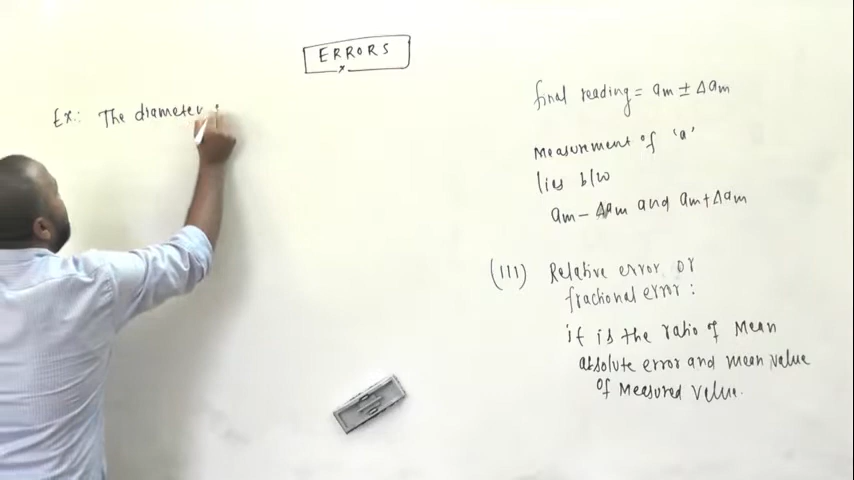 ERRORS
Ex.: The diameter
final reading = am ± Δam
Measurment of 'a'
lies b/w
am - Δam and am + Δam
(III) Relative error or
fractional error :
it is the ratio of Mean
absolute error and mean value
of Measured value.